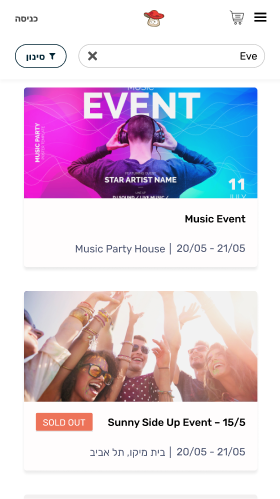 כניסה
סינון
Eve
MUSIC
EVENT
MUSIC PARTY
STAR ARTIST NAME
LINE UP
DJ SOUND / LIVE MUSIC /
11
JULY
Music Event
Music Party House | 20/05 - 21/05
SOLD OUT
Sunny Side Up Event – 15/5
בית מיקו, תל אביב | 20/05 - 21/05